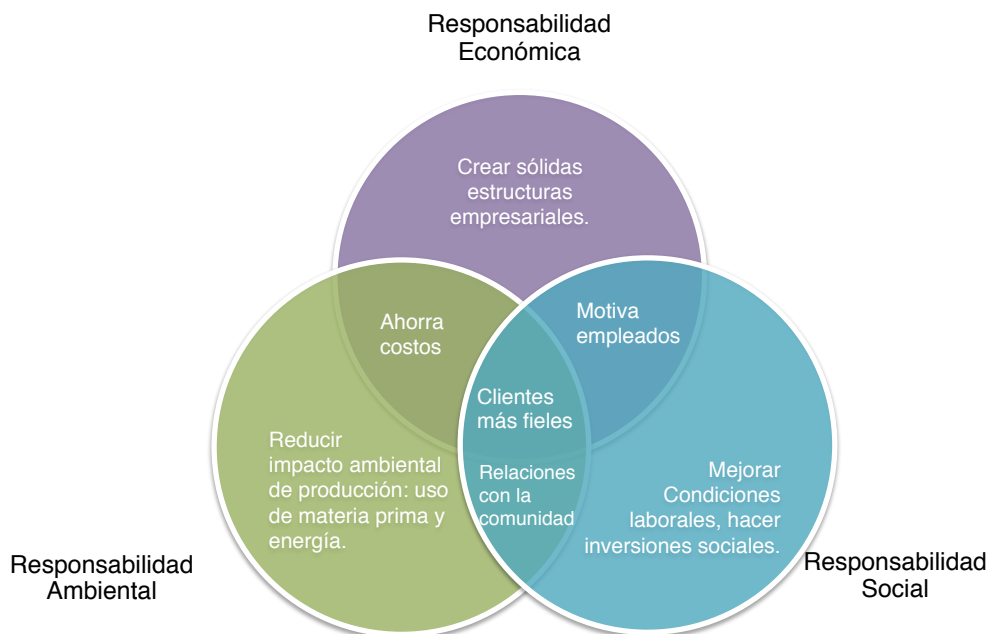 Responsabilidad
Económica
Crear sólidas
estructuras
empresariales.
Ahorra
costos
Motiva
empleados
Clientes
más fieles
Reducir
impacto ambiental
de producción: uso
de materia prima y
energía.
Relaciones
con la
comunidad
Mejorar
Condiciones
laborales, hacer
inversiones sociales.
Responsabilidad
Ambiental
Responsabilidad
Social